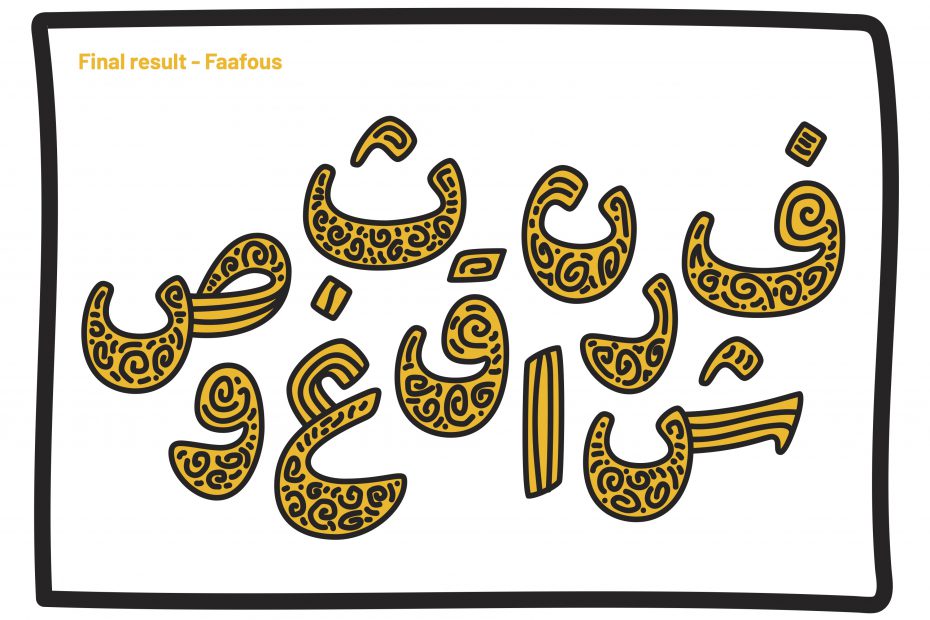 Final result - Faafous
ف ن ث
ر ق ص
ش ا غ و